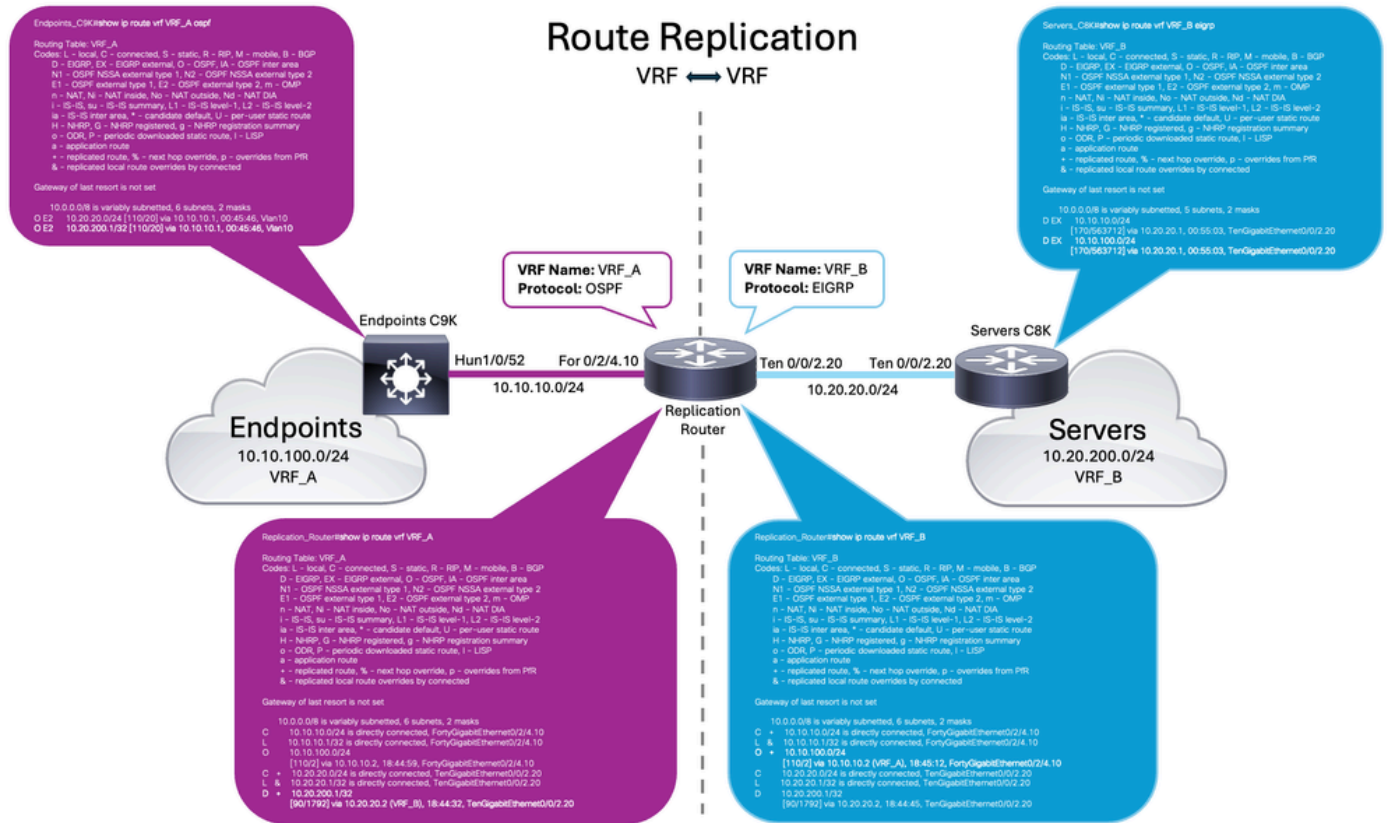 Route Replication
VRF ⟷ VRF
Endpoints_C9K#show ip route vrf VRF_A ospf
Routing Table: VRF_A
Codes: L - local, C - connected, S - static, R - RIP, M - mobile, B - BGP
D - EIGRP, EX - EIGRP external, O - OSPF, IA - OSPF inter area
N1 - OSPF NSSA external type 1, N2 - OSPF NSSA external type 2
E1 - OSPF external type 1, E2 - OSPF external type 2, m - OMP
n - NAT, Ni - NAT inside, No - NAT outside, Nd - NAT DIA
i - IS-IS, su - IS-IS summary, L1 - IS-IS level-1, L2 - IS-IS level-2
ia - IS-IS inter area, * - candidate default, U - per-user static route
H - NHRP, G - NHRP registered, g - NHRP registration summary
o - ODR, P - periodic downloaded static route, l - LISP
a - application route
+ - replicated route, % - next hop override, p - overrides from PfR
& - replicated local route overrides by connected
Gateway of last resort is not set
10.0.0.0/8 is variably subnetted, 6 subnets, 2 masks
O E2 10.20.20.0/24 [110/20] via 10.10.10.1, 00:45:46, Vlan10
O E2 10.20.200.1/32 [110/20] via 10.10.10.1, 00:45:46, Vlan10
Servers_C8K#show ip route vrf VRF_B eigrp
Routing Table: VRF_B
Codes: L - local, C - connected, S - static, R - RIP, M - mobile, B - BGP
D - EIGRP, EX - EIGRP external, O - OSPF, IA - OSPF inter area
N1 - OSPF NSSA external type 1, N2 - OSPF NSSA external type 2
E1 - OSPF external type 1, E2 - OSPF external type 2, m - OMP
n - NAT, Ni - NAT inside, No - NAT outside, Nd - NAT DIA
i - IS-IS, su - IS-IS summary, L1 - IS-IS level-1, L2 - IS-IS level-2
ia - IS-IS inter area, * - candidate default, U - per-user static route
H - NHRP, G - NHRP registered, g - NHRP registration summary
o - ODR, P - periodic downloaded static route, l - LISP
a - application route
+ - replicated route, % - next hop override, p - overrides from PfR
& - replicated local route overrides by connected
Gateway of last resort is not set
10.0.0.0/8 is variably subnetted, 5 subnets, 2 masks
D EX 10.10.10.0/24
[170/563712] via 10.20.20.1, 00:55:03, TenGigabitEthernet0/0/2.20
D EX 10.10.100.0/24
[170/563712] via 10.20.20.1, 00:55:03, TenGigabitEthernet0/0/2.20
VRF Name: VRF_A
Protocol: OSPF
VRF Name: VRF_B
Protocol: EIGRP
Endpoints C9K
Hun1/0/52
For 0/2/4.10
10.10.10.0/24
Replication
Router
Ten 0/0/2.20
Ten 0/0/2.20
10.20.20.0/24
Servers C8K
Endpoints
10.10.100.0/24
VRF_A
Servers
10.20.200.0/24
VRF_B
Replication_Router#show ip route vrf VRF_A
Routing Table: VRF_A
Codes: L - local, C - connected, S - static, R - RIP, M - mobile, B - BGP
D - EIGRP, EX - EIGRP external, O - OSPF, IA - OSPF inter area
N1 - OSPF NSSA external type 1, N2 - OSPF NSSA external type 2
E1 - OSPF external type 1, E2 - OSPF external type 2, m - OMP
n - NAT, Ni - NAT inside, No - NAT outside, Nd - NAT DIA
i - IS-IS, su - IS-IS summary, L1 - IS-IS level-1, L2 - IS-IS level-2
ia - IS-IS inter area, * - candidate default, U - per-user static route
H - NHRP, G - NHRP registered, g - NHRP registration summary
o - ODR, P - periodic downloaded static route, l - LISP
a - application route
+ - replicated route, % - next hop override, p - overrides from PfR
& - replicated local route overrides by connected
Gateway of last resort is not set
10.0.0.0/8 is variably subnetted, 6 subnets, 2 masks
C 10.10.10.0/24 is directly connected, FortyGigabitEthernet0/2/4.10
L 10.10.10.1/32 is directly connected, FortyGigabitEthernet0/2/4.10
O 10.10.100.0/24
[110/2] via 10.10.10.2, 18:44:59, FortyGigabitEthernet0/2/4.10
C + 10.20.20.0/24 is directly connected, TenGigabitEthernet0/0/2.20
L & 10.20.20.1/32 is directly connected, TenGigabitEthernet0/0/2.20
D + 10.20.200.1/32
[90/1792] via 10.20.20.2 (VRF_B), 18:44:32, TenGigabitEthernet0/0/2.20
Replication_Router#show ip route vrf VRF_B
Routing Table: VRF_B
Codes: L - local, C - connected, S - static, R - RIP, M - mobile, B - BGP
D - EIGRP, EX - EIGRP external, O - OSPF, IA - OSPF inter area
N1 - OSPF NSSA external type 1, N2 - OSPF NSSA external type 2
E1 - OSPF external type 1, E2 - OSPF external type 2, m - OMP
n - NAT, Ni - NAT inside, No - NAT outside, Nd - NAT DIA
i - IS-IS, su - IS-IS summary, L1 - IS-IS level-1, L2 - IS-IS level-2
ia - IS-IS inter area, * - candidate default, U - per-user static route
H - NHRP, G - NHRP registered, g - NHRP registration summary
o - ODR, P - periodic downloaded static route, l - LISP
a - application route
+ - replicated route, % - next hop override, p - overrides from PfR
& - replicated local route overrides by connected
Gateway of last resort is not set
10.0.0.0/8 is variably subnetted, 6 subnets, 2 masks
C + 10.10.10.0/24 is directly connected, FortyGigabitEthernet0/2/4.10
L & 10.10.10.1/32 is directly connected, FortyGigabitEthernet0/2/4.10
O + 10.10.100.0/24
[110/2] via 10.10.10.2 (VRF_A), 18:45:12, FortyGigabitEthernet0/2/4.10
C 10.20.20.0/24 is directly connected, TenGigabitEthernet0/0/2.20
L 10.20.20.1/32 is directly connected, TenGigabitEthernet0/0/2.20
D 10.20.200.1/32
[90/1792] via 10.20.20.2, 18:44:45, TenGigabitEthernet0/0/2.20